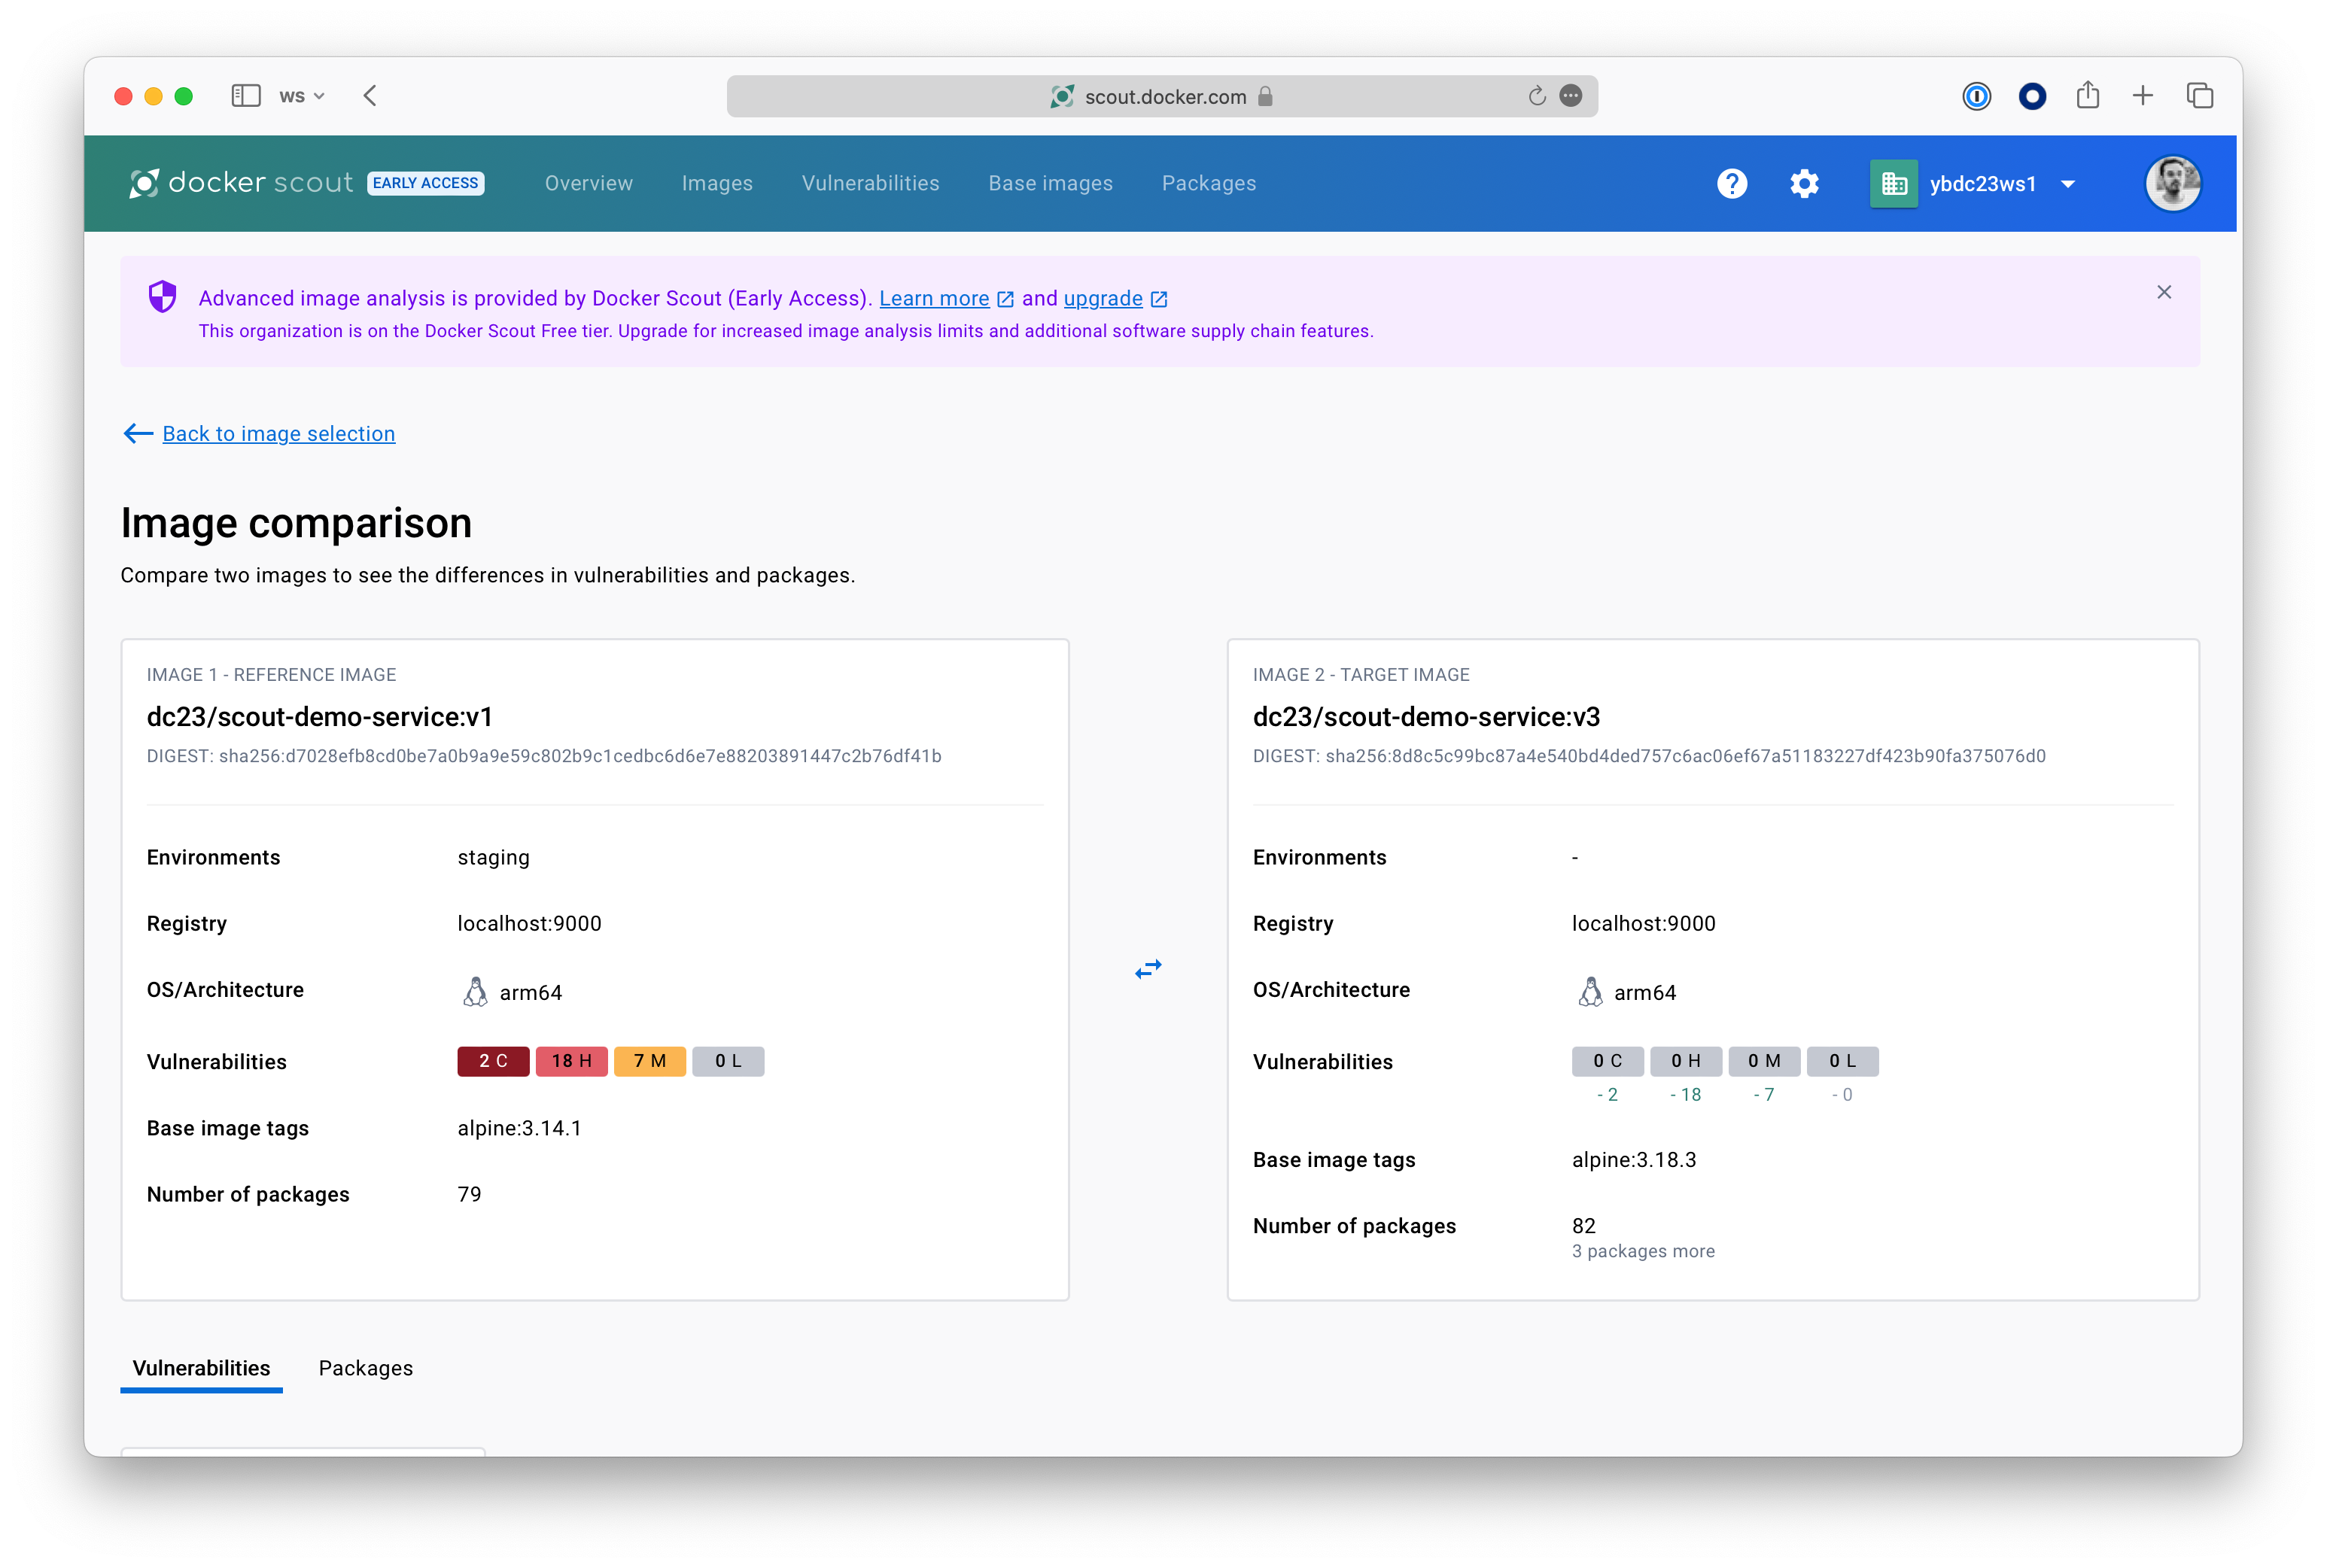 ws
scout.docker.com
docker scout EARLY ACCESS Overview Images Vulnerabilities Base images Packages ybdc23ws1
Advanced image analysis is provided by Docker Scout (Early Access). Learn more and upgrade
This organization is on the Docker Scout Free tier. Upgrade for increased image analysis limits and additional software supply chain features.
Back to image selection
Image comparison
Compare two images to see the differences in vulnerabilities and packages.
IMAGE 1 - REFERENCE IMAGE
dc23/scout-demo-service:v1
DIGEST: sha256:d7028efb8cd0be7a0b9a9e59c802b9c1cedbc6d6e7e88203891447c2b76df41b
Environments staging
Registry localhost:9000
OS/Architecture arm64
Vulnerabilities 2 C 18 H 7 M 0 L
Base image tags alpine:3.14.1
Number of packages 79
IMAGE 2 - TARGET IMAGE
dc23/scout-demo-service:v3
DIGEST: sha256:8d8c5c99bc87a4e540bd4ded757c6ac06ef67a51183227df423b90fa375076d0
Environments -
Registry localhost:9000
OS/Architecture arm64
Vulnerabilities 0 C 0 H 0 M 0 L
- 2 - 18 - 7 - 0
Base image tags alpine:3.18.3
Number of packages 82
3 packages more
Vulnerabilities Packages